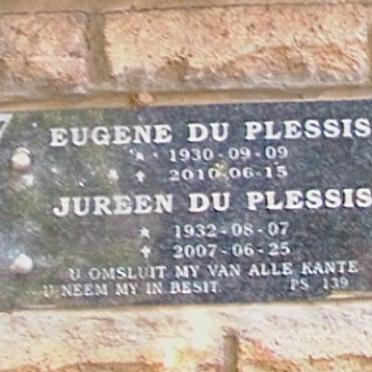 EUGENE DU PLESSIS
* 1930-09-09
✝ 2010-06-15
JUREEN DU PLESSIS
* 1932-08-07
✝ 2007-06-25
U OMSLUIT MY VAN ALLE KANTE
U NEEM MY IN BESIT. PS 139